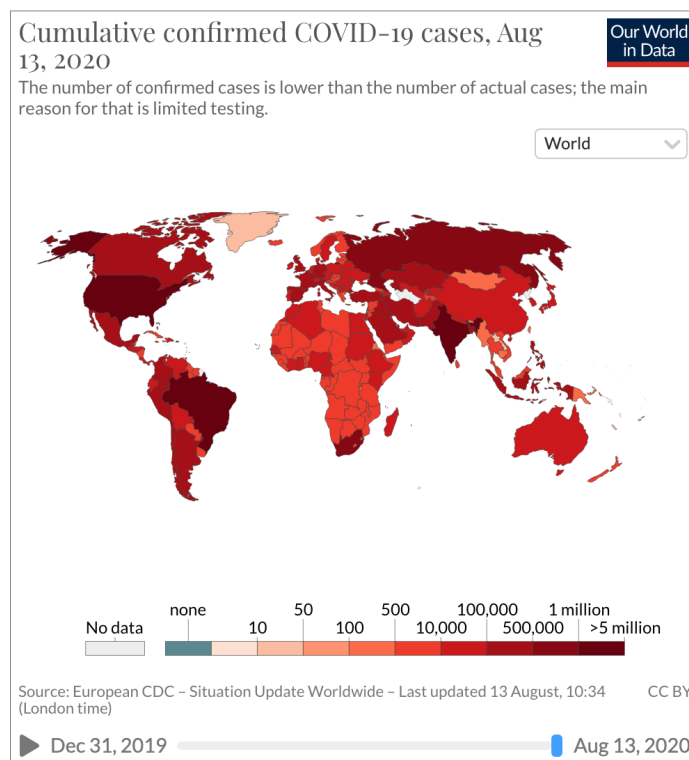 Cumulative confirmed COVID-19 cases, Aug
13, 2020
Our World
in Data
The number of confirmed cases is lower than the number of actual cases; the main
reason for that is limited testing.
World
none 50 500 100,000 1 million
No data 10 100 10,000 500,000 >5 million
Source: European CDC – Situation Update Worldwide – Last updated 13 August, 10:34 CC BY
(London time)
Dec 31, 2019 Aug 13, 2020